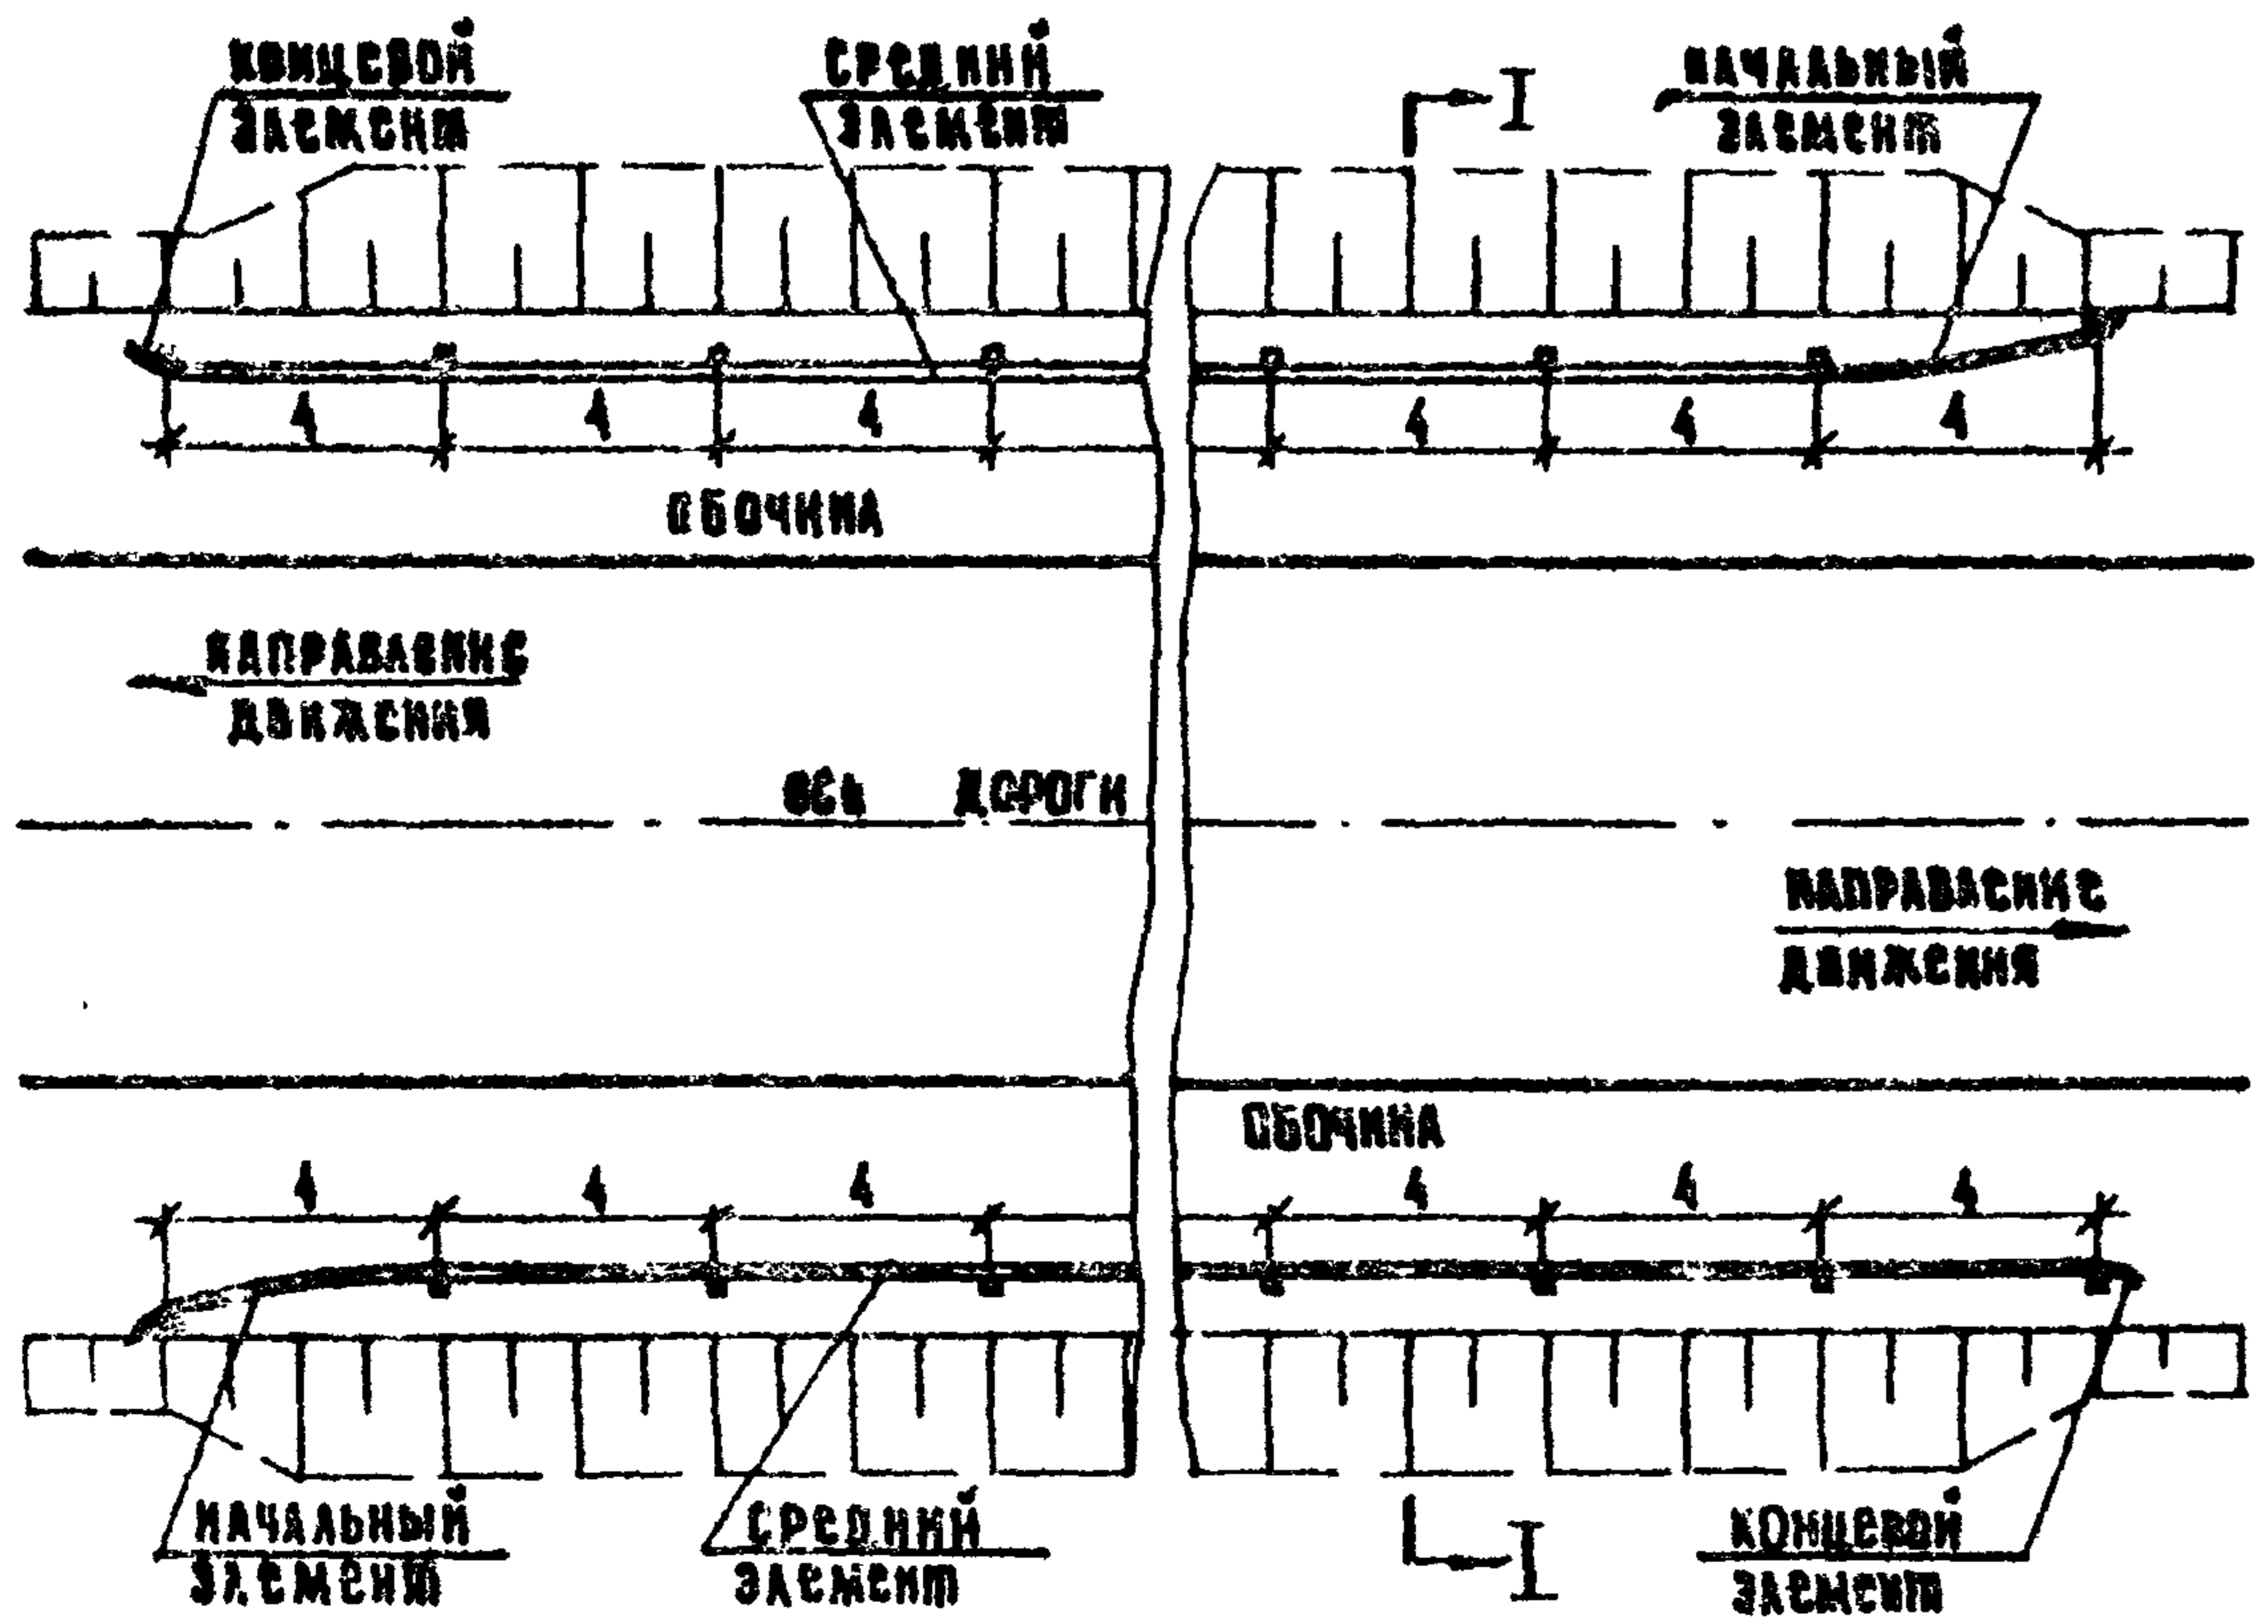 КОНЦЕВОЙ
ЭЛЕМЕНТ
СРЕДНИЙ
ЭЛЕМЕНТ
I
НАЧАЛЬНЫЙ
ЭЛЕМЕНТ
4 4 4 4 4 4
ОБОЧИНА
НАПРАВЛЕНИЕ
ДВИЖЕНИЯ
ОСЬ ДОРОГИ
НАПРАВЛЕНИЕ
ДВИЖЕНИЯ
ОБОЧИНА
4 4 4 4 4 4
НАЧАЛЬНЫЙ
ЭЛЕМЕНТ
СРЕДНИЙ
ЭЛЕМЕНТ
I
КОНЦЕВОЙ
ЭЛЕМЕНТ